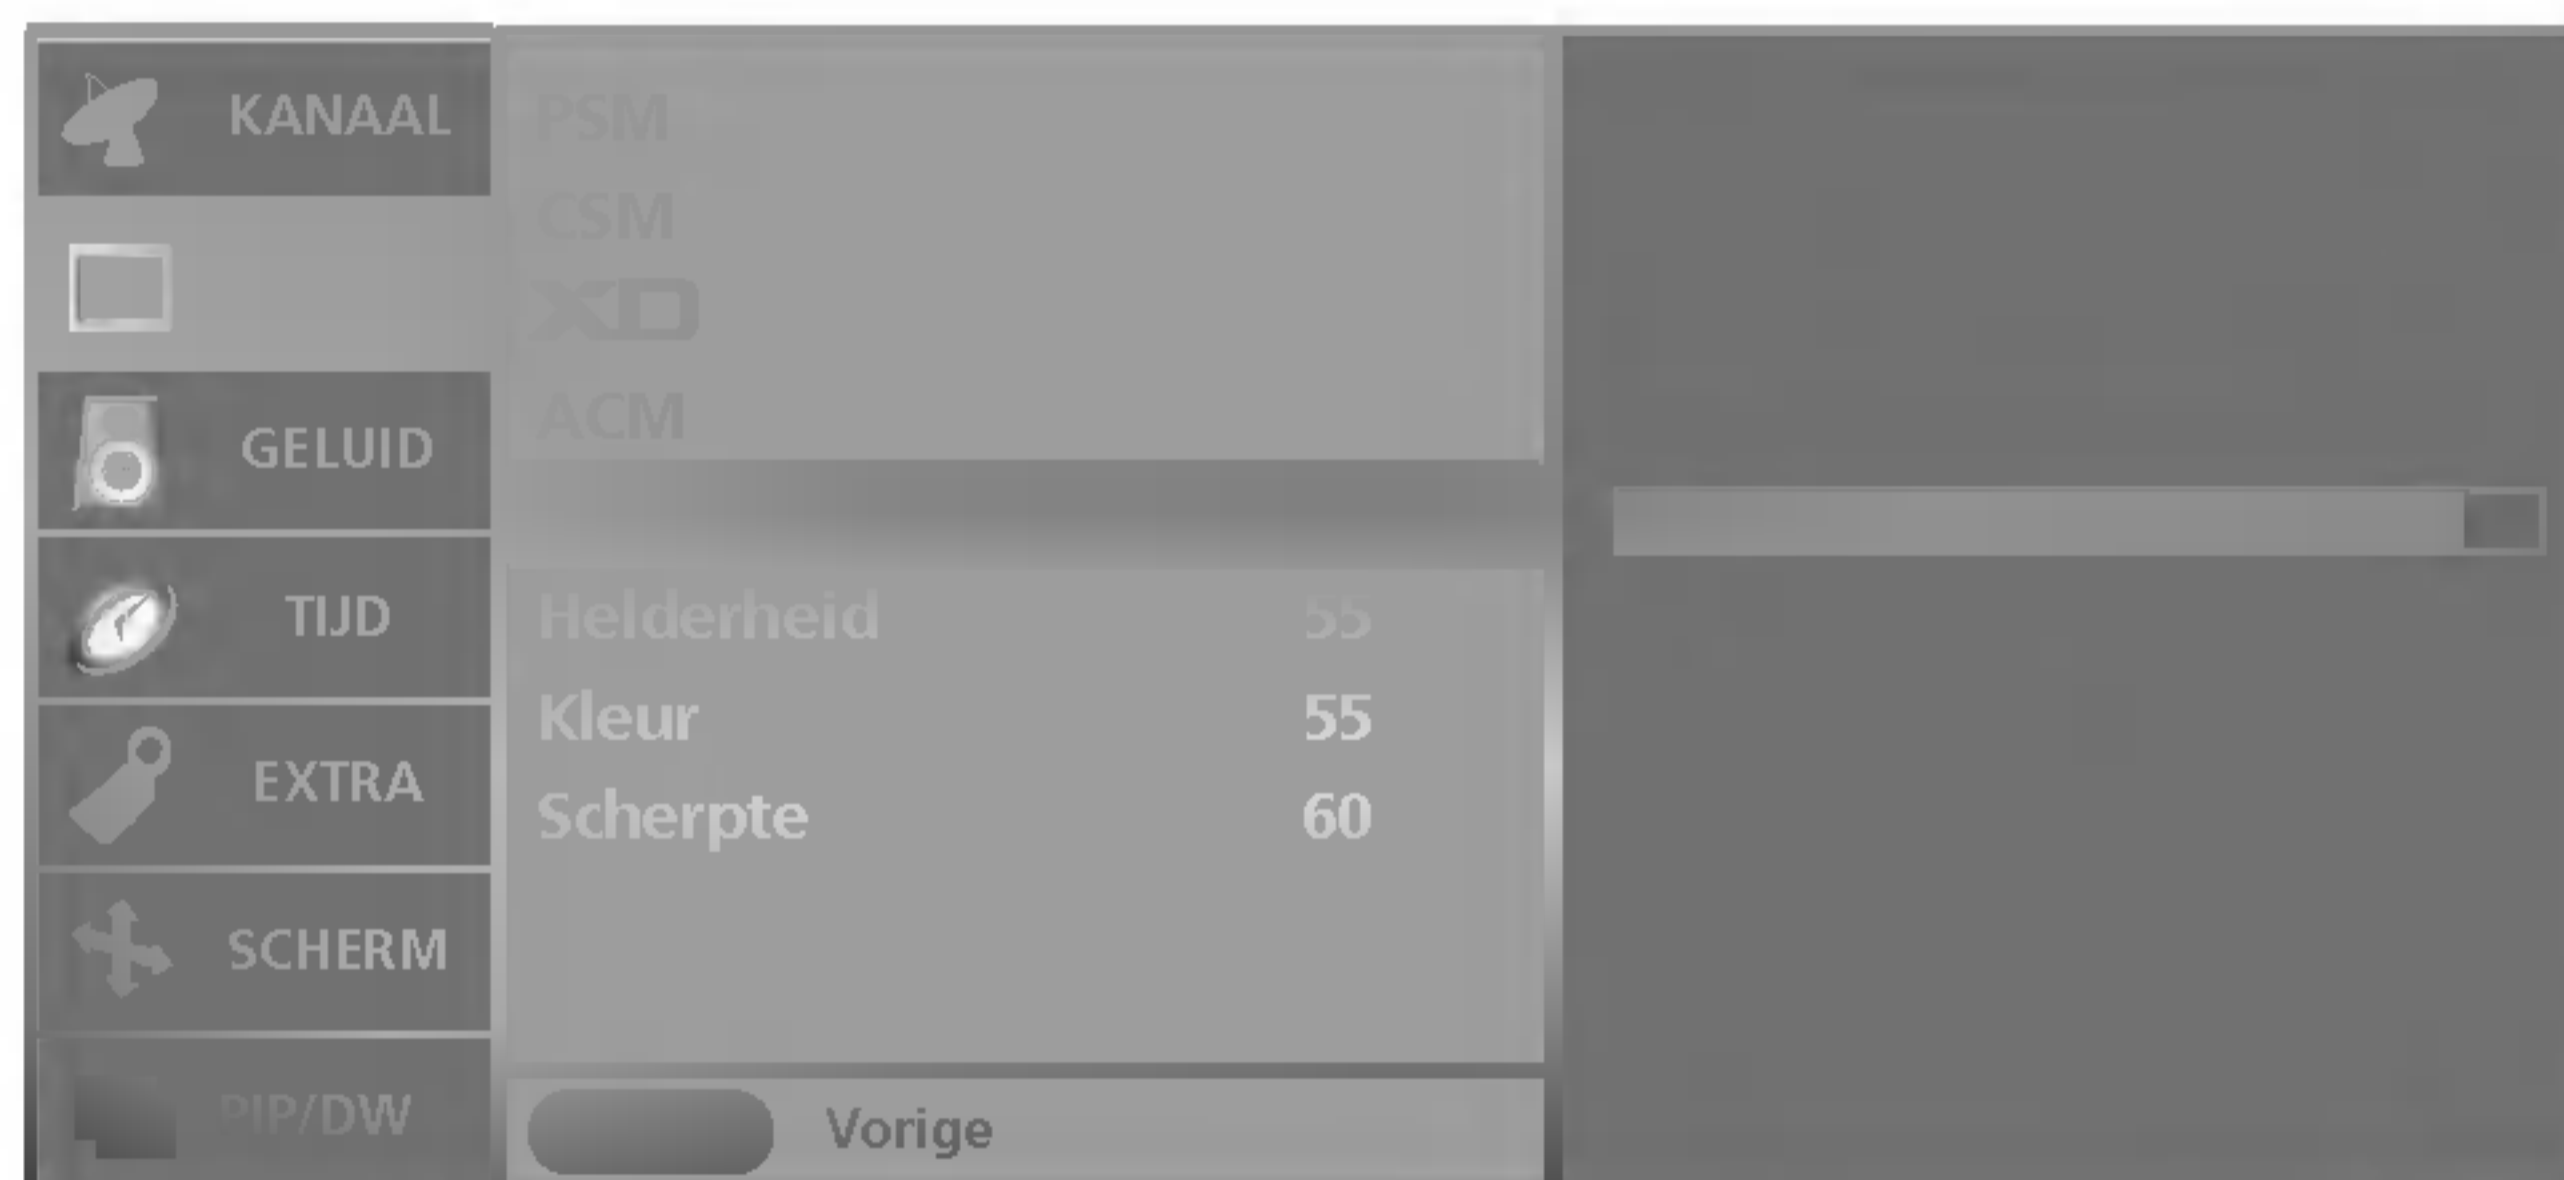 KANAAL
GELUID
TIJD
EXTRA
SCHERM
PIP/DW
PSM
CSM
XD
ACM
Helderheid 55
Kleur 55
Scherpte 60
Vorige